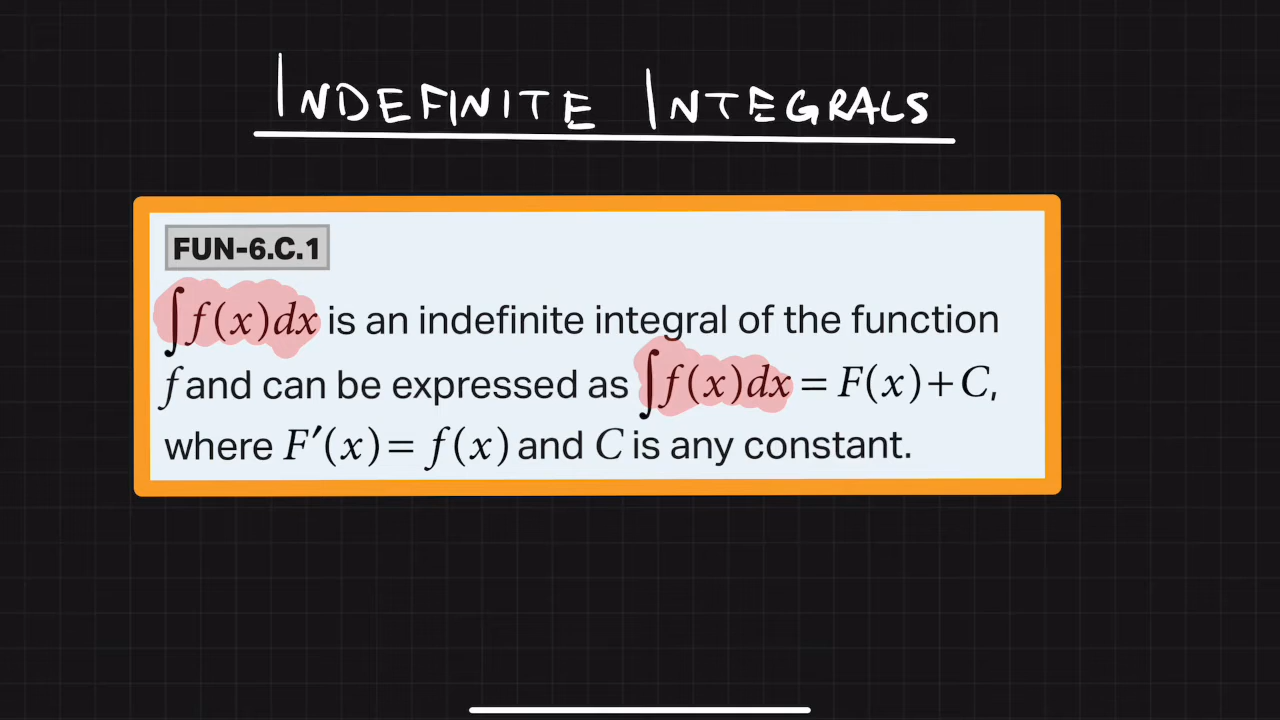 INDEFINITE INTEGRALS
FUN-6.C.1
∫f(x)dx is an indefinite integral of the function
f and can be expressed as ∫f(x)dx = F(x)+C,
where F′(x)= f(x) and C is any constant.